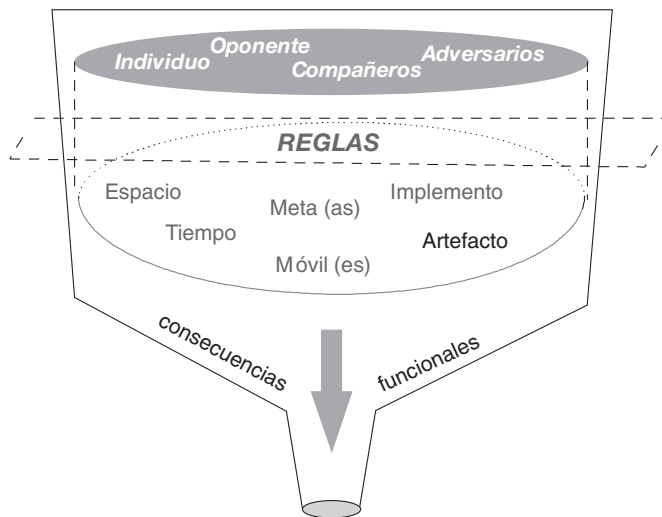 Individuo Oponente Compañeros Adversarios
REGLAS
Espacio Meta (as) Implemento
Tiempo Artefacto
Móvil (es)
consecuencias funcionales